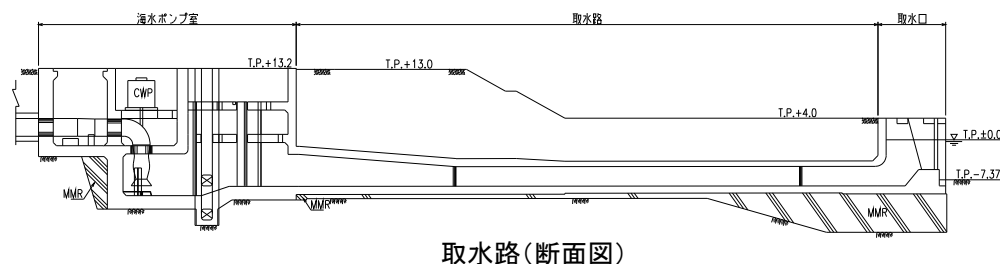 海水ポンプ室
取水路
取水口
T.P.+13.2
T.P.+13.0
CWP
T.P.+4.0
T.P.±0.0
T.P.-7.37
MMR
MMR
MMR
取水路(断面図)